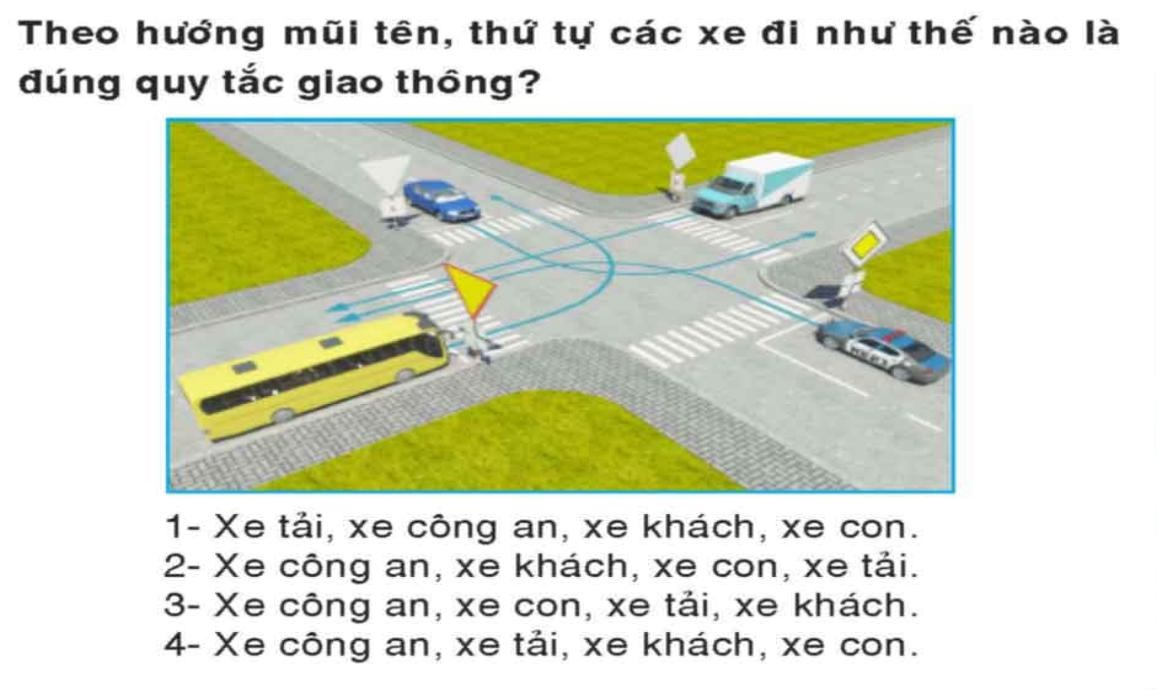 Theo hướng mũi tên, thứ tự các xe đi như thế nào là
đúng quy tắc giao thông?
POLICE
1- Xe tải, xe công an, xe khách, xe con.
2- Xe công an, xe khách, xe con, xe tải.
3- Xe công an, xe con, xe tải, xe khách.
4- Xe công an, xe tải, xe khách, xe con.